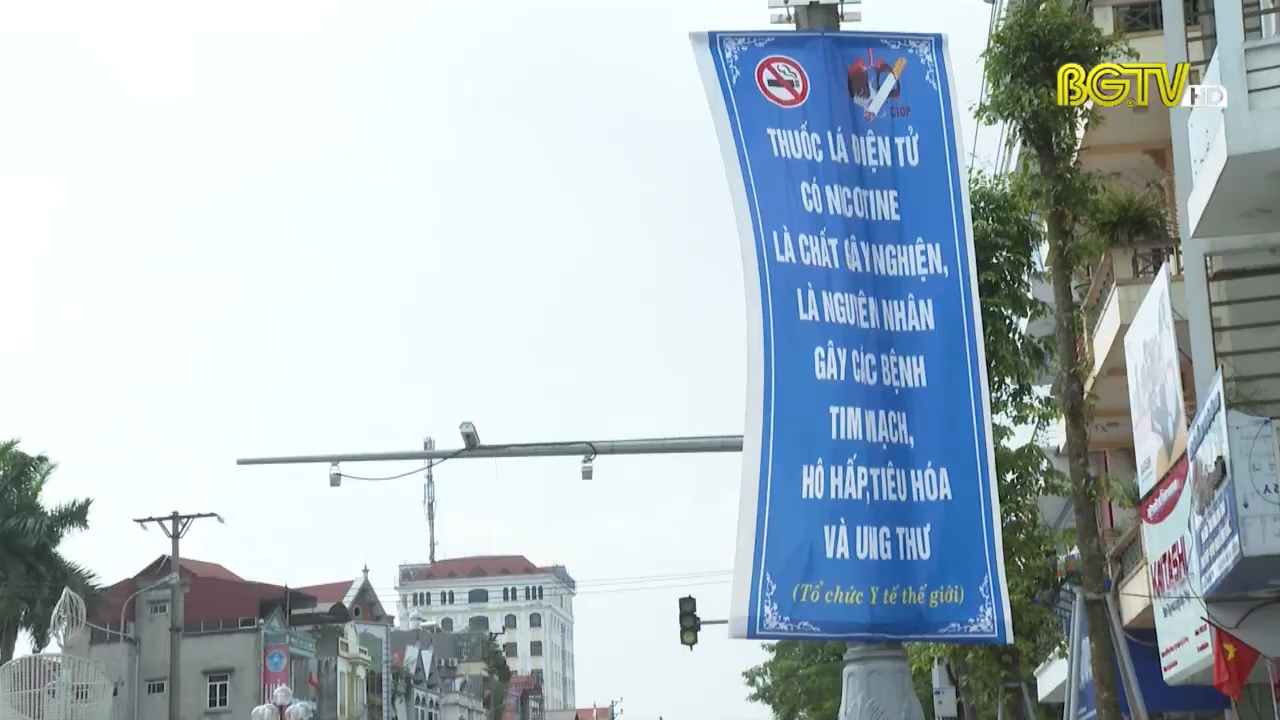 BGTV HD
STOP
THUỐC LÁ ĐIỆN TỬ
CÓ NICOTINE
LÀ CHẤT GÂY NGHIỆN,
LÀ NGUYÊN NHÂN
GÂY CÁC BỆNH
TIM MẠCH,
HÔ HẤP,TIÊU HÓA
VÀ UNG THƯ
(Tổ chức Y tế thế giới)
KATASHI